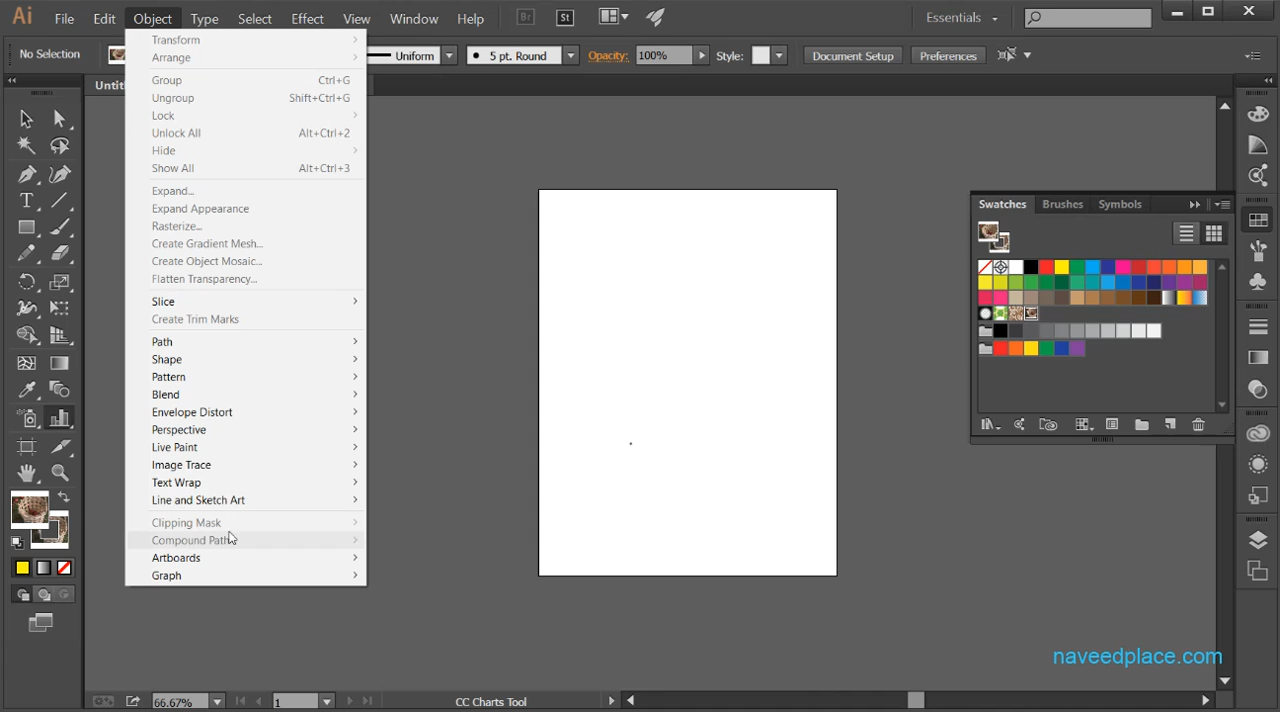 Ai File Edit Object Type Select Effect View Window Help Br St Essentials
No Selection Uniform 5 pt. Round Opacity: 100% Style: Document Setup Preferences
Untitl
Transform
Arrange
Group Ctrl+G
Ungroup Shift+Ctrl+G
Lock
Unlock All Alt+Ctrl+2
Hide
Show All Alt+Ctrl+3
Expand...
Expand Appearance
Rasterize...
Create Gradient Mesh...
Create Object Mosaic...
Flatten Transparency...
Slice
Create Trim Marks
Path
Shape
Pattern
Blend
Envelope Distort
Perspective
Live Paint
Image Trace
Text Wrap
Line and Sketch Art
Clipping Mask
Compound Path
Artboards
Graph
Swatches Brushes Symbols
naveedplace.com
66.67% 1 CC Charts Tool